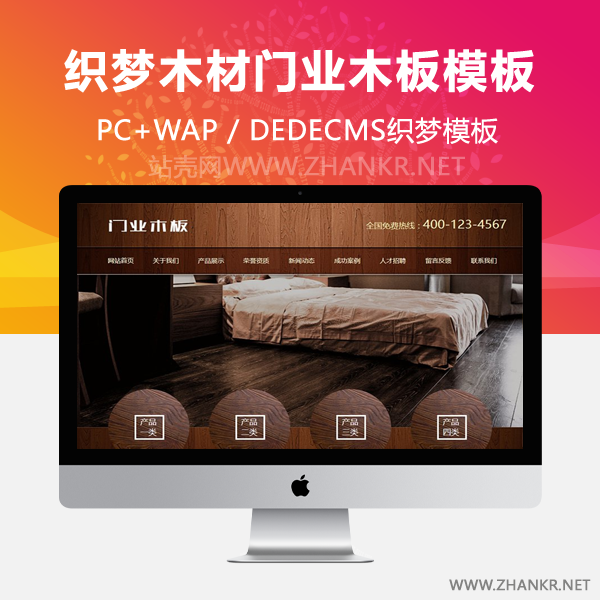 织梦木材门业木板模板
PC+WAP / DEDECMS织梦模板
站壳网WWW.ZHANKR.NET
门业木板
全国免费热线：400-123-4567
网站首页 关于我们 产品展示 荣誉资质 新闻动态 成功案例 人才招聘 留言反馈 联系我们
产品 产品 产品 产品
一类 二类 三类 四类
WWW.ZHANKR.NET